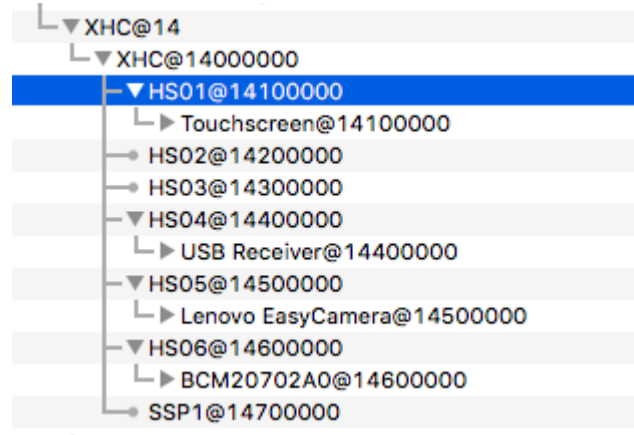 XHC@14
XHC@14000000
HS01@14100000
Touchscreen@14100000
HS02@14200000
HS03@14300000
HS04@14400000
USB Receiver@14400000
HS05@14500000
Lenovo EasyCamera@14500000
HS06@14600000
BCM20702A0@14600000
SSP1@14700000